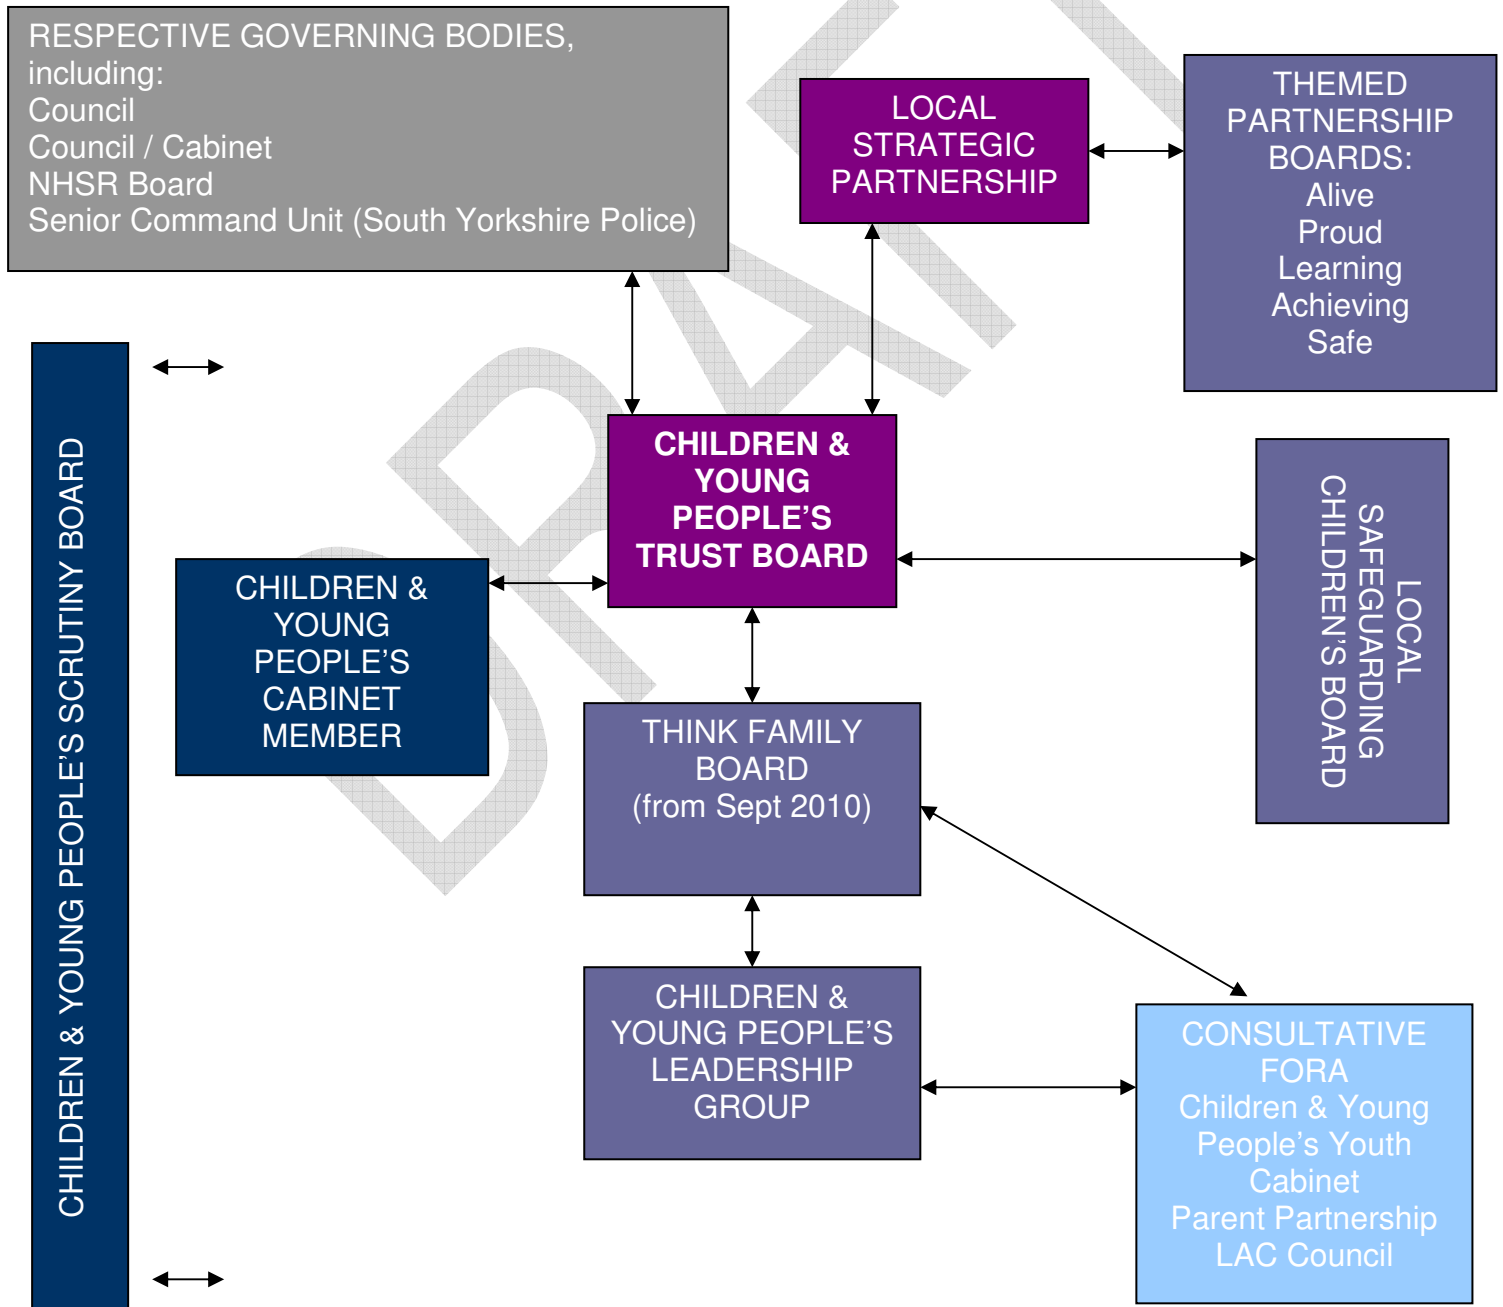 RESPECTIVE GOVERNING BODIES,
including:
Council
Council / Cabinet
NHSR Board
Senior Command Unit (South Yorkshire Police)
LOCAL
STRATEGIC
PARTNERSHIP
THEMED
PARTNERSHIP
BOARDS:
Alive
Proud
Learning
Achieving
Safe
CHILDREN & YOUNG PEOPLE'S SCRUTINY BOARD
CHILDREN &
YOUNG
PEOPLE'S
TRUST BOARD
LOCAL
SAFEGUARDING
CHILDREN'S BOARD
CHILDREN &
YOUNG
PEOPLE'S
CABINET
MEMBER
THINK FAMILY
BOARD
(from Sept 2010)
CHILDREN &
YOUNG PEOPLE'S
LEADERSHIP
GROUP
CONSULTATIVE
FORA
Children & Young
People's Youth
Cabinet
Parent Partnership
LAC Council
DRAFT